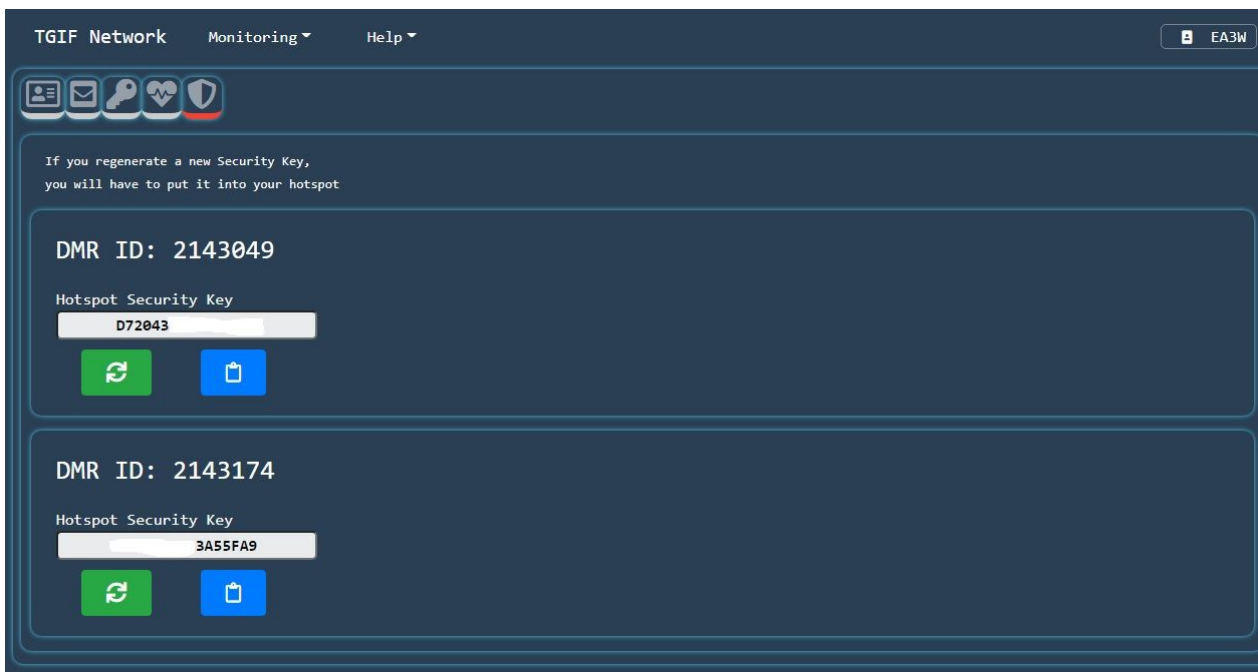 TGIF Network Monitoring Help EA3W
If you regenerate a new Security Key,
you will have to put it into your hotspot
DMR ID: 2143049
Hotspot Security Key
D72043
DMR ID: 2143174
Hotspot Security Key
3A55FA9